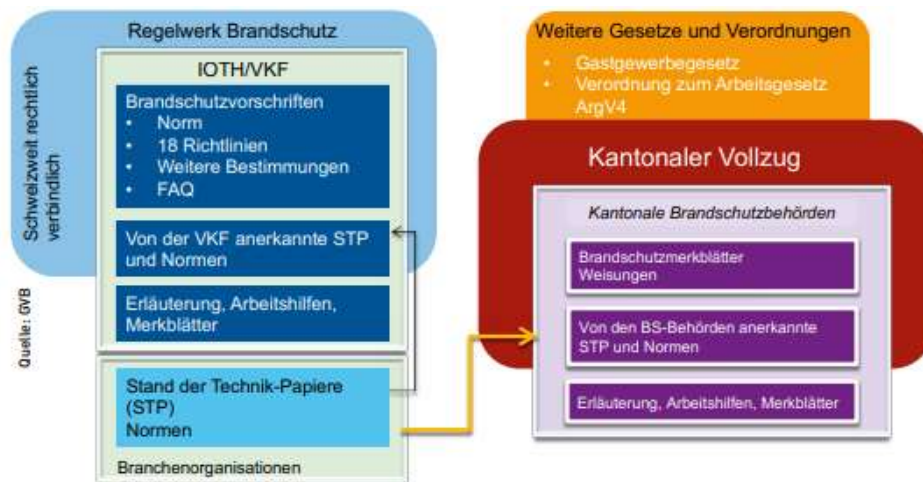 Regelwerk Brandschutz
Schweizweit rechtlich
verbindlich
IOTH/VKF
Brandschutzvorschriften
• Norm
• 18 Richtlinien
• Weitere Bestimmungen
• FAQ
Von der VKF anerkannte STP
und Normen
Erläuterung, Arbeitshilfen,
Merkblätter
Stand der Technik-Papiere
(STP)
Normen
Branchenorganisationen
Quelle: GVB
Weitere Gesetze und Verordnungen
• Gastgewerbegesetz
• Verordnung zum Arbeitsgesetz
ArgV4
Kantonaler Vollzug
Kantonale Brandschutzbehörden
Brandschutzmerkblätter
Weisungen
Von den BS-Behörden anerkannte
STP und Normen
Erläuterung, Arbeitshilfen, Merkblätter